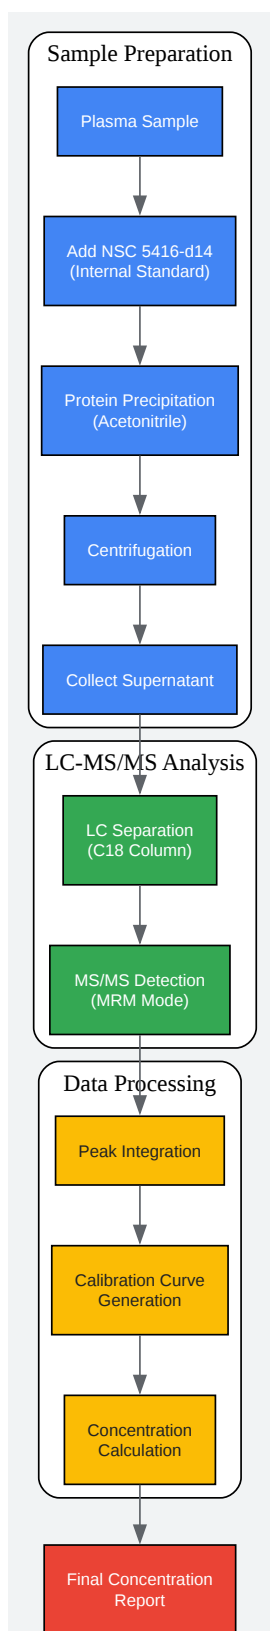 Sample Preparation
Plasma Sample
Add NSC 5416-d14
(Internal Standard)
Protein Precipitation
(Acetonitrile)
Centrifugation
Collect Supernatant
LC-MS/MS Analysis
LC Separation
(C18 Column)
MS/MS Detection
(MRM Mode)
Data Processing
Peak Integration
Calibration Curve
Generation
Concentration
Calculation
Final Concentration
Report